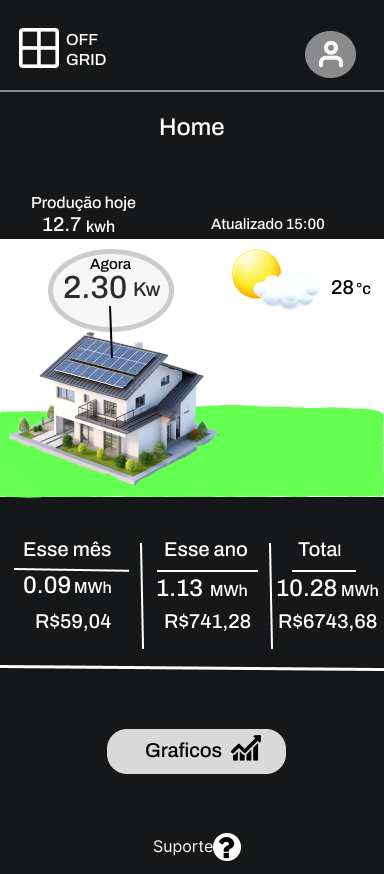 OFF
GRID
Home
Produção hoje
12.7 kwh
Atualizado 15:00
Agora
2.30 Kw
28 °c
Esse mês
0.09 MWh
R$59,04
Esse ano
1.13 MWh
R$741,28
Total
10.28 MWh
R$6743,68
Graficos
Suporte ?